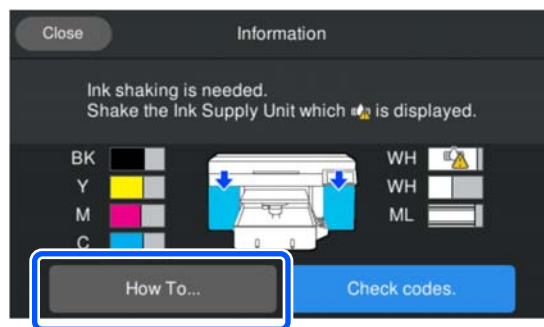 Close
Information
Ink shaking is needed.
Shake the Ink Supply Unit which is displayed.
BK
Y
M
C
WH
WH
ML
How To...
Check codes.